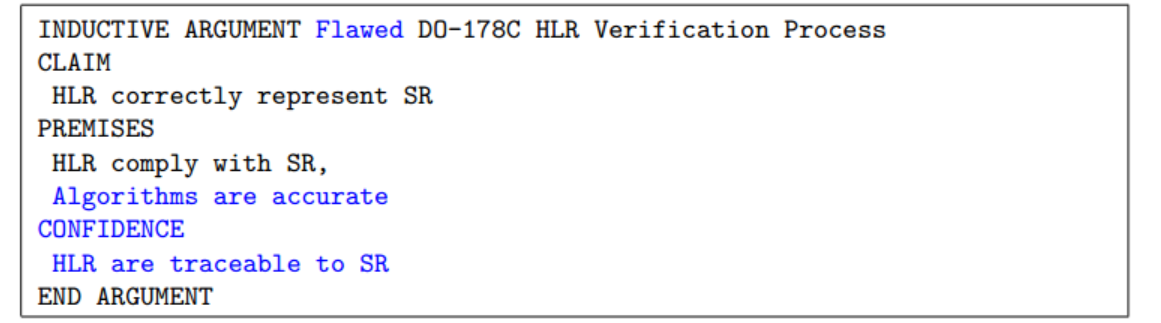 INDUCTIVE ARGUMENT Flawed DO-178C HLR Verification Process
CLAIM
HLR correctly represent SR
PREMISES
HLR comply with SR,
Algorithms are accurate
CONFIDENCE
HLR are traceable to SR
END ARGUMENT